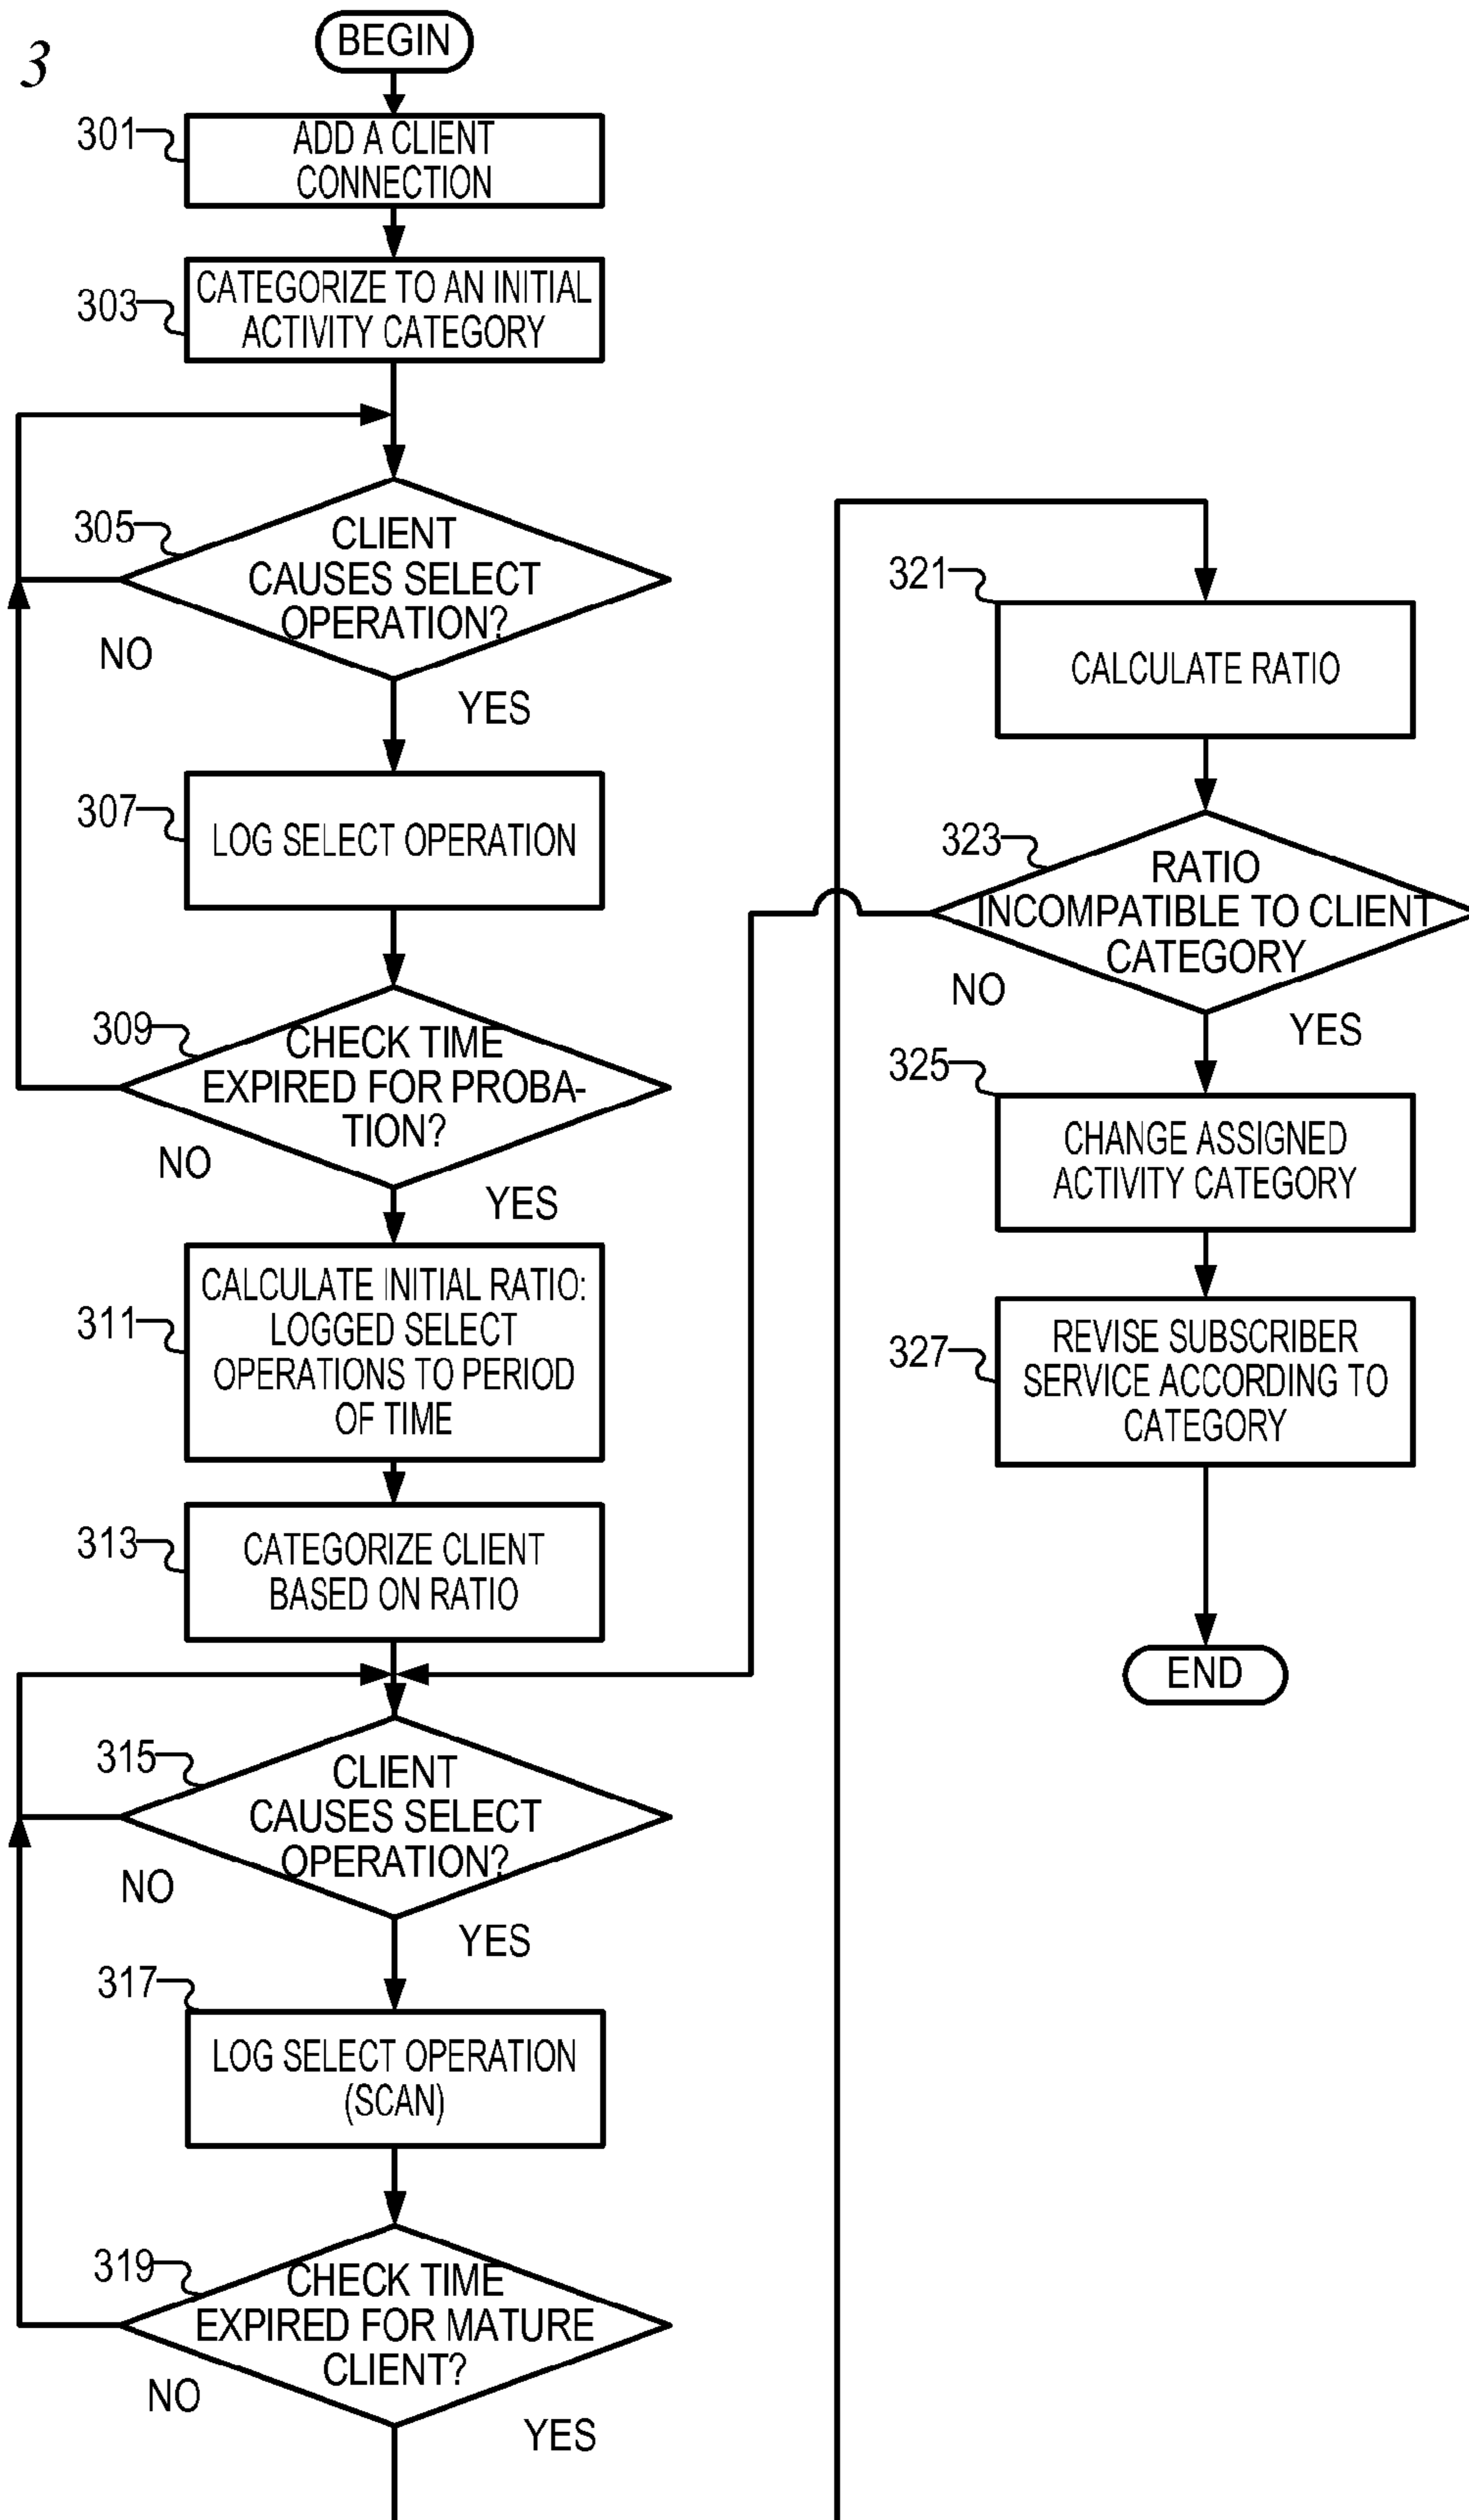 3
BEGIN
301
ADD A CLIENT
CONNECTION
303
CATEGORIZE TO AN INITIAL
ACTIVITY CATEGORY
305
CLIENT
CAUSES SELECT
OPERATION?
NO
YES
307
LOG SELECT OPERATION
309
CHECK TIME
EXPIRED FOR PROBA-
TION?
NO
YES
311
CALCULATE INITIAL RATIO:
LOGGED SELECT
OPERATIONS TO PERIOD
OF TIME
313
CATEGORIZE CLIENT
BASED ON RATIO
315
CLIENT
CAUSES SELECT
OPERATION?
NO
YES
317
LOG SELECT OPERATION
(SCAN)
319
CHECK TIME
EXPIRED FOR MATURE
CLIENT?
NO
YES
321
CALCULATE RATIO
323
RATIO
INCOMPATIBLE TO CLIENT
CATEGORY
NO
YES
325
CHANGE ASSIGNED
ACTIVITY CATEGORY
327
REVISE SUBSCRIBER
SERVICE ACCORDING TO
CATEGORY
END